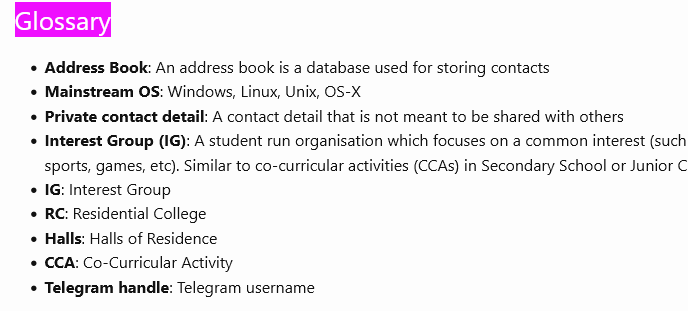 Glossary
Address Book: An address book is a database used for storing contacts
Mainstream OS: Windows, Linux, Unix, OS-X
Private contact detail: A contact detail that is not meant to be shared with others
Interest Group (IG): A student run organisation which focuses on a common interest (such
sports, games, etc). Similar to co-curricular activities (CCAs) in Secondary School or Junior C
IG: Interest Group
RC: Residential College
Halls: Halls of Residence
CCA: Co-Curricular Activity
Telegram handle: Telegram username